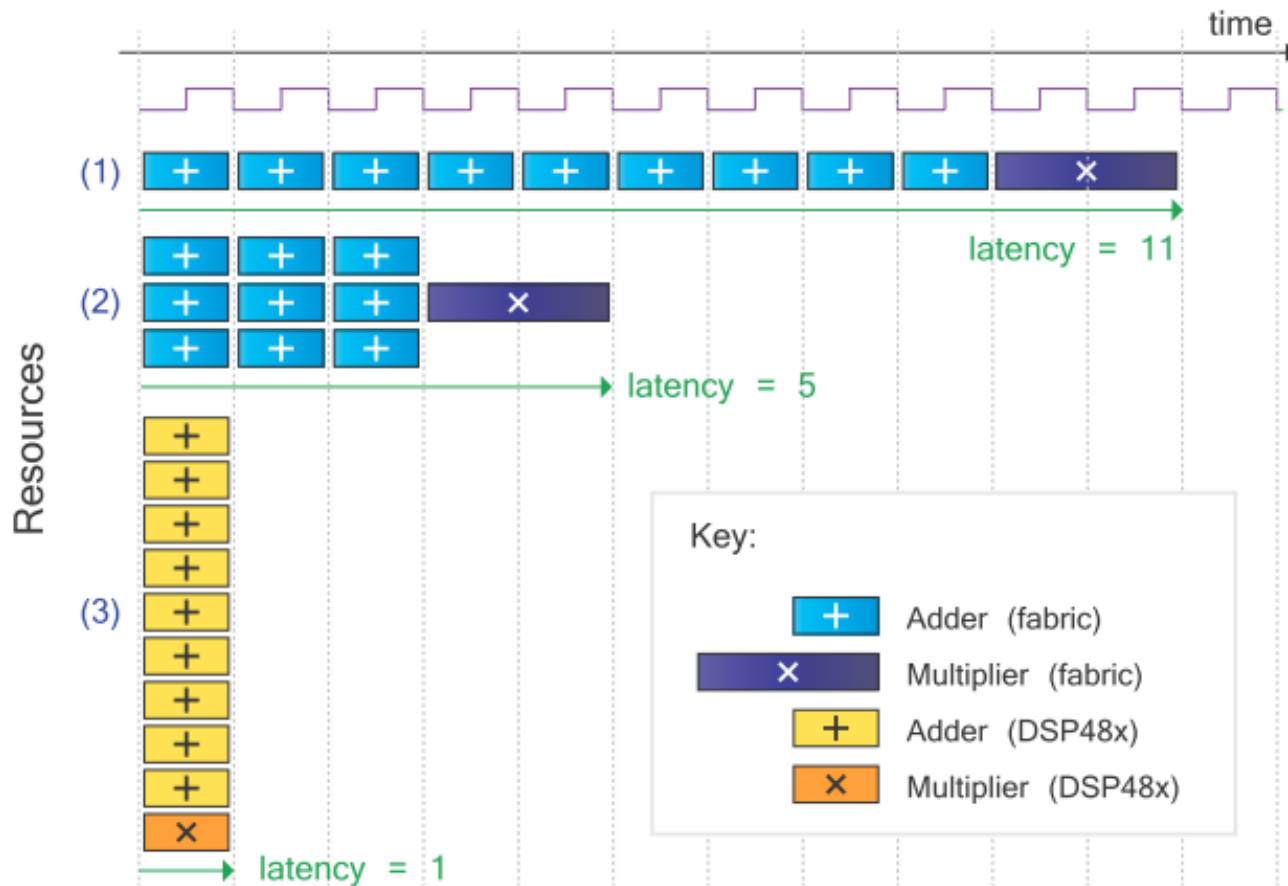 time
(1)
+ + + + + + + + + ×
latency = 11
+ + +
(2)
+ + + ×
+ + +
latency = 5
Resources
+
+
+
+
(3)
+
+
+
+
+
×
latency = 1
Key:
+ Adder (fabric)
× Multiplier (fabric)
+ Adder (DSP48x)
× Multiplier (DSP48x)